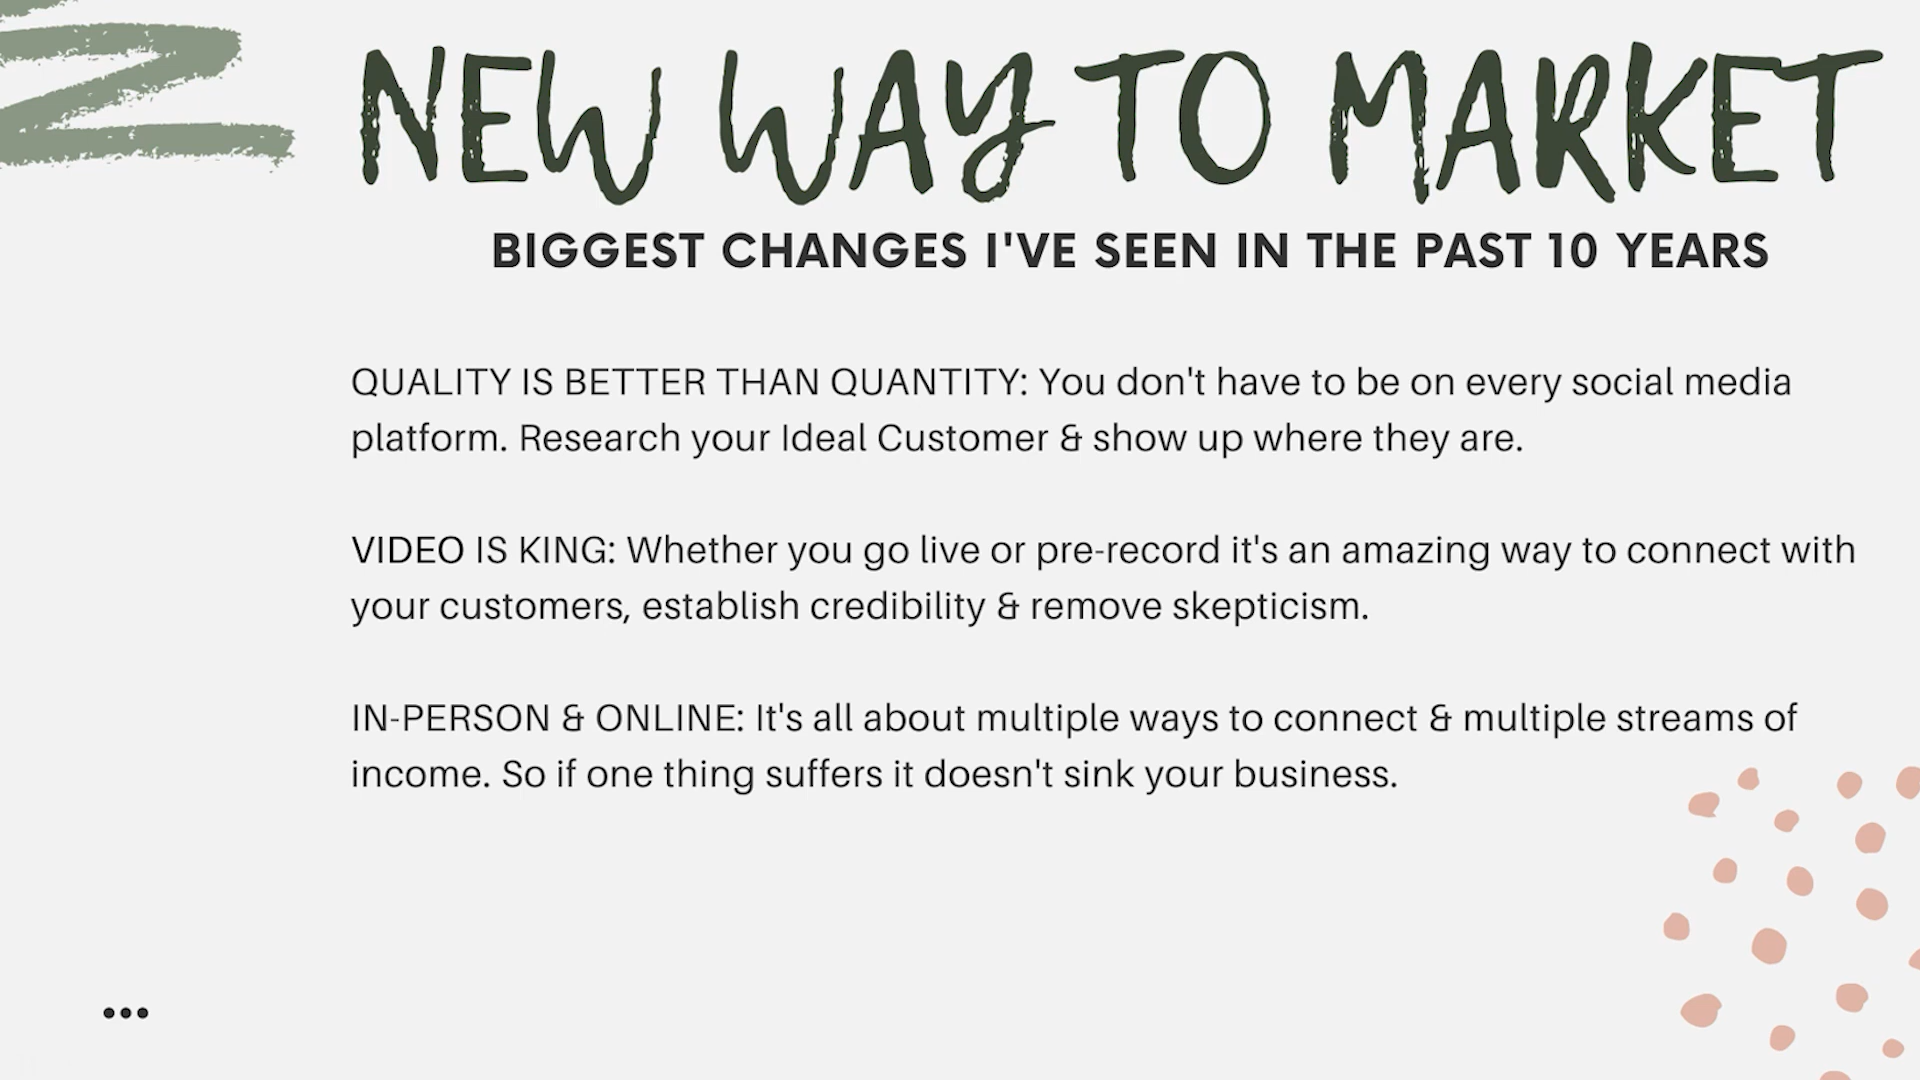 NEW WAY TO MARKET
BIGGEST CHANGES I'VE SEEN IN THE PAST 10 YEARS
QUALITY IS BETTER THAN QUANTITY: You don't have to be on every social media
platform. Research your Ideal Customer & show up where they are.
VIDEO IS KING: Whether you go live or pre-record it's an amazing way to connect with
your customers, establish credibility & remove skepticism.
IN-PERSON & ONLINE: It's all about multiple ways to connect & multiple streams of
income. So if one thing suffers it doesn't sink your business.